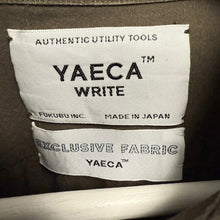 AUTHENTIC UTILITY TOOLS
YAECA™
WRITE
FUKUBU INC. MADE IN JAPAN
EXCLUSIVE FABRIC
YAECA™